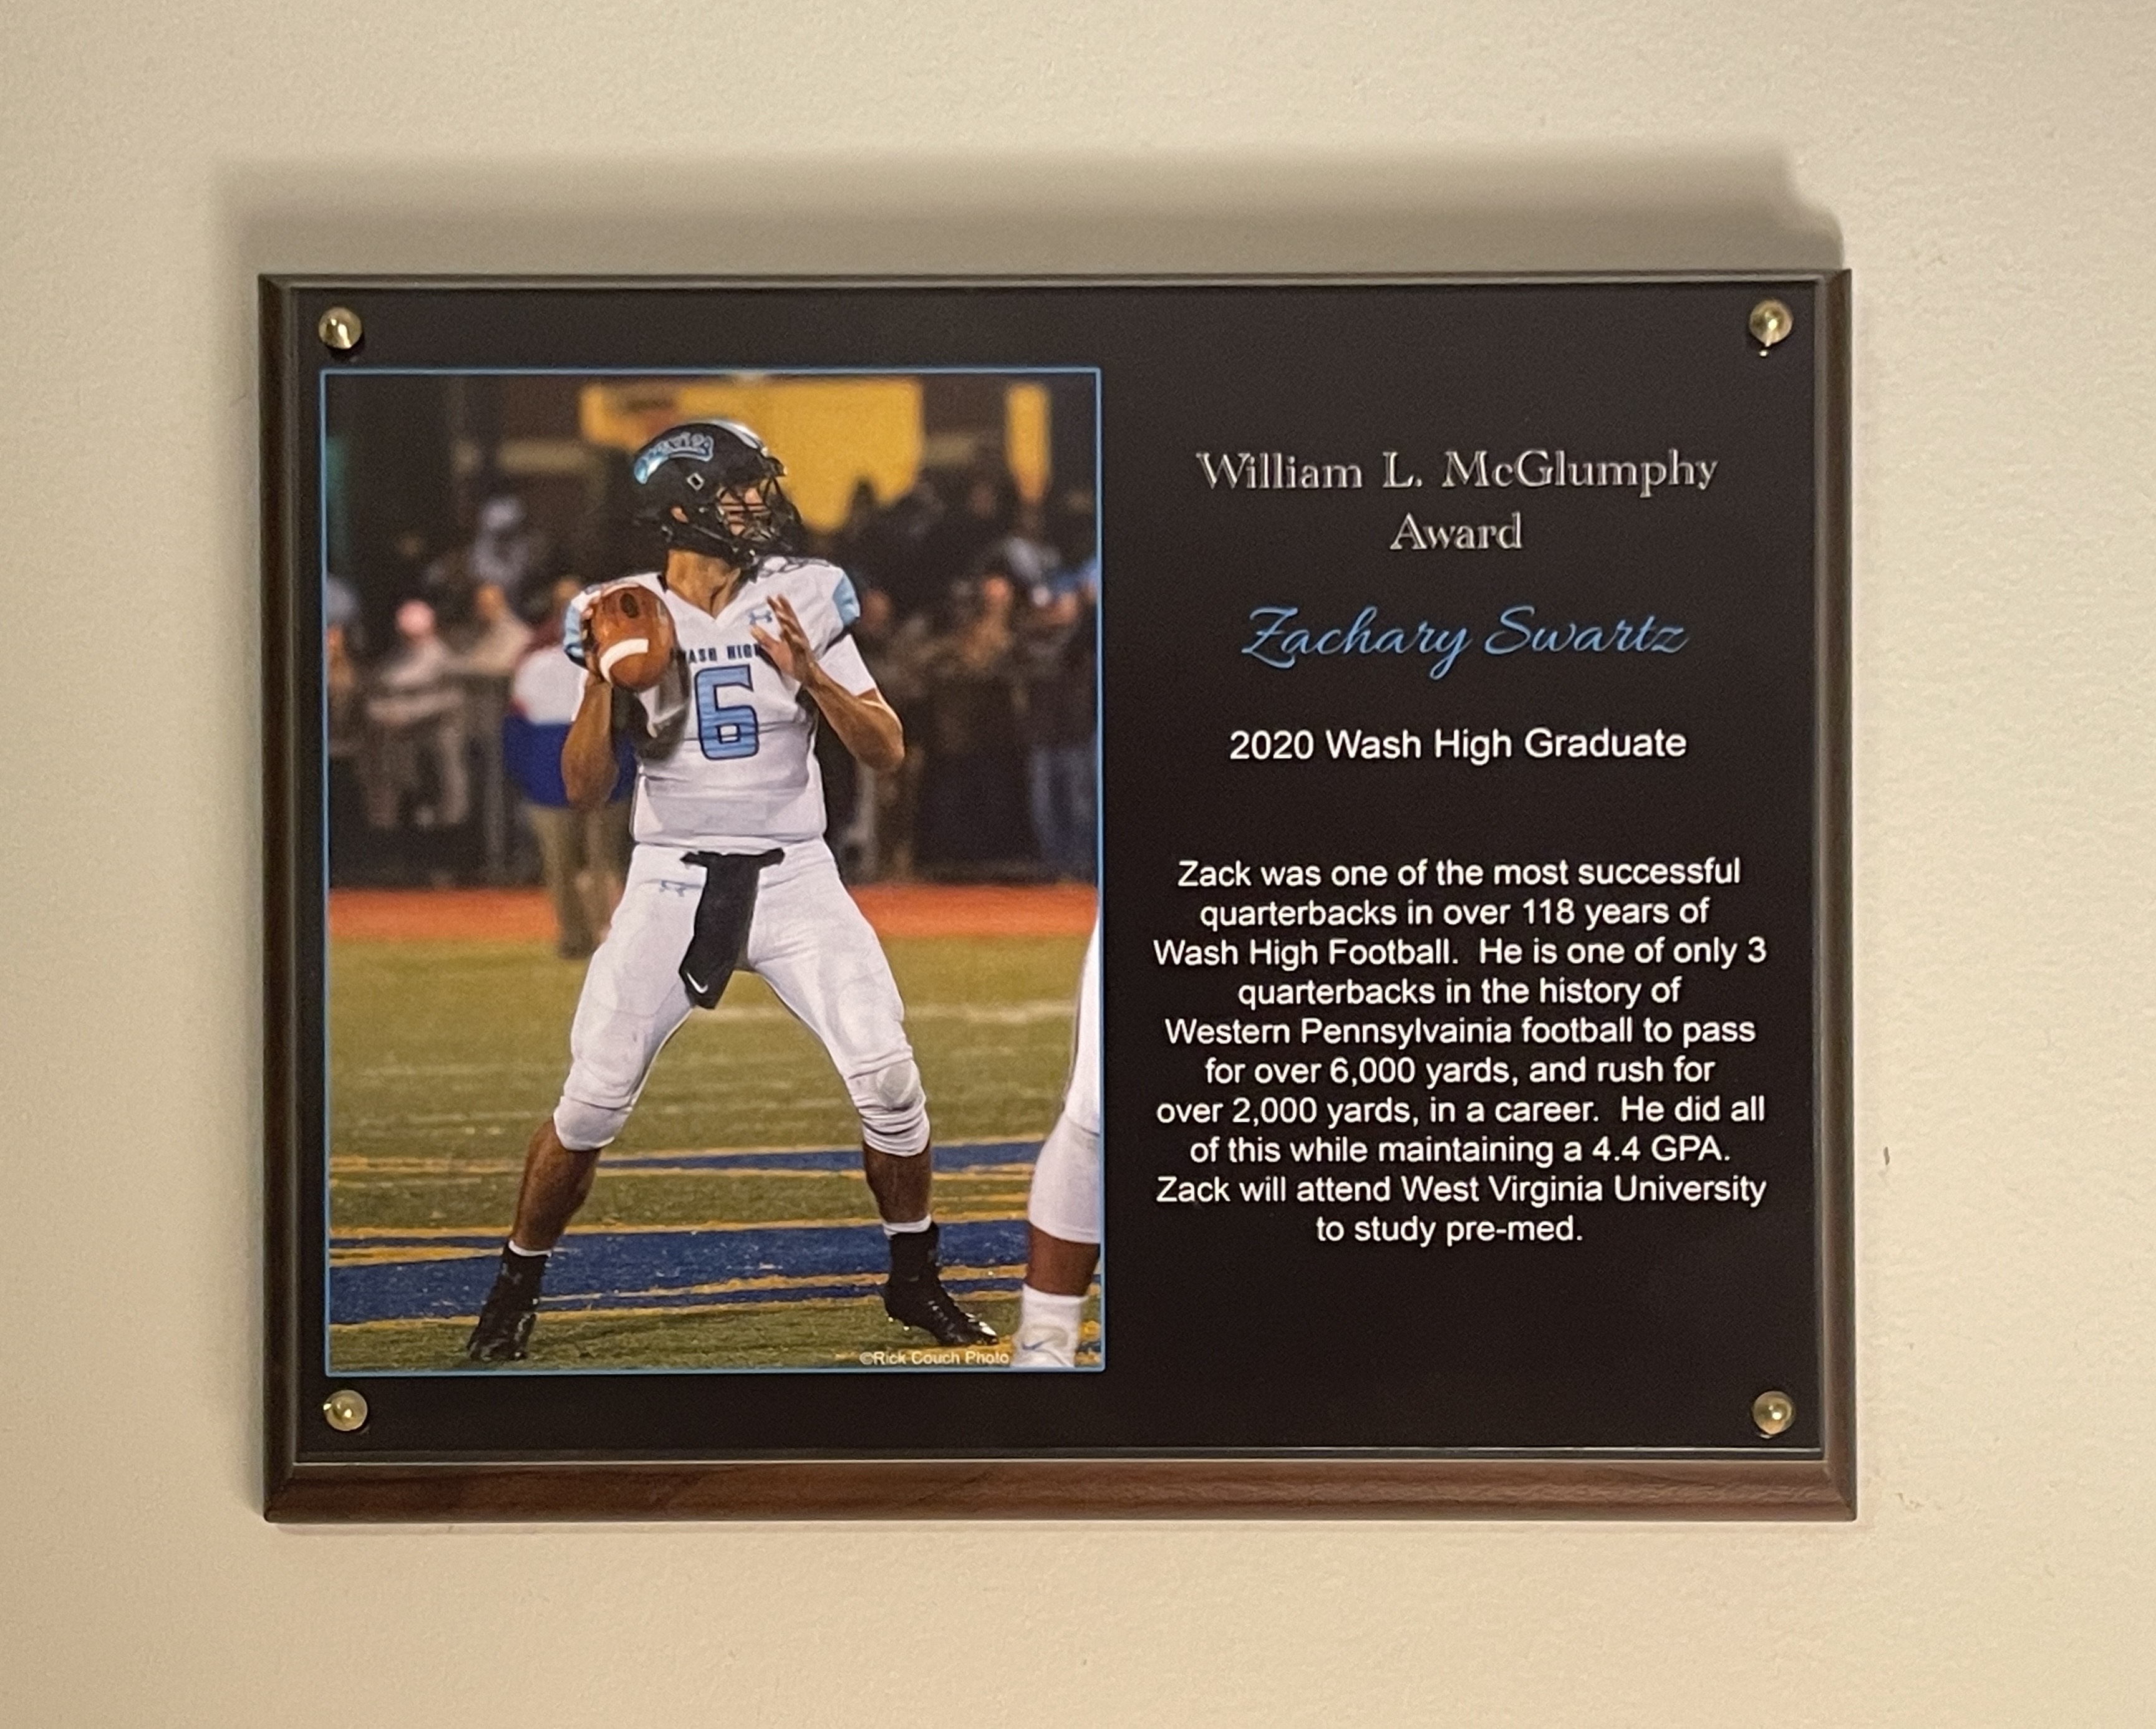 William L. McGlumphy
Award
Zachary Swartz
2020 Wash High Graduate
Zack was one of the most successful
quarterbacks in over 118 years of
Wash High Football. He is one of only 3
quarterbacks in the history of
Western Pennsylvainia football to pass
for over 6,000 yards, and rush for
over 2,000 yards, in a career. He did all
of this while maintaining a 4.4 GPA.
Zack will attend West Virginia University
to study pre-med.
HIGH
6
©Rick Couch Photo